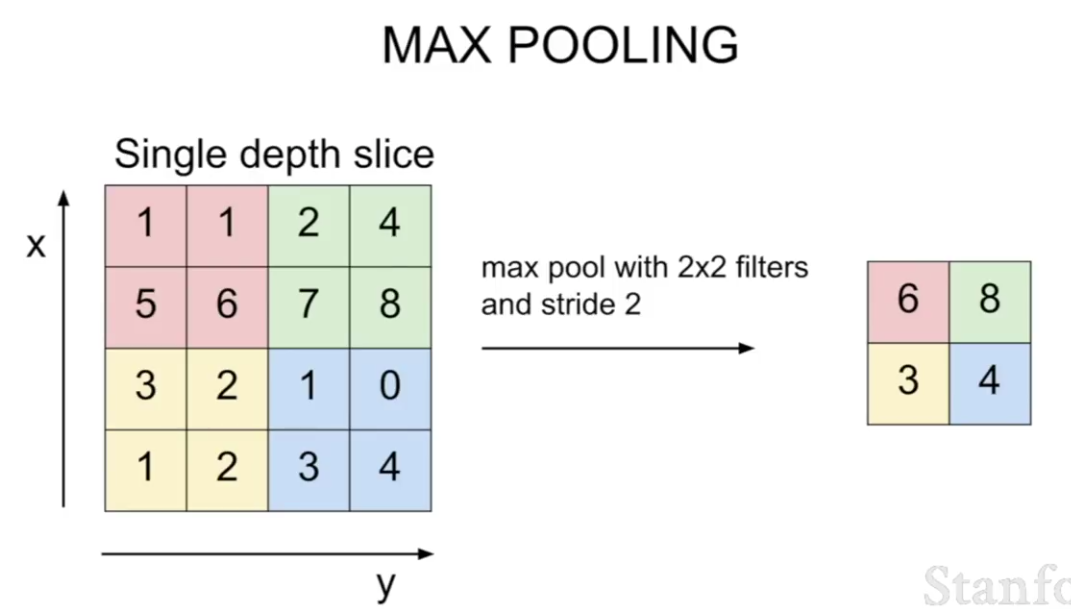 MAX POOLING
Single depth slice
x
1 1 2 4
5 6 7 8
3 2 1 0
1 2 3 4
y
max pool with 2x2 filters
and stride 2
6 8
3 4
Stanfo